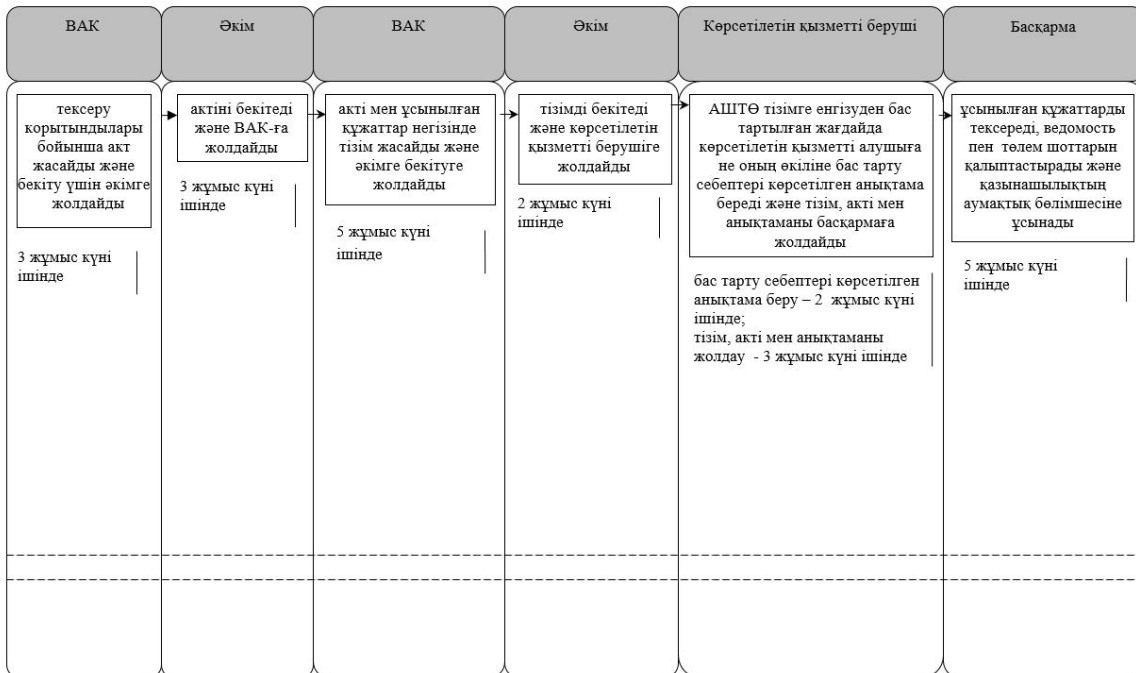 ВАК
Әкім
ВАК
Әкім
Көрсетілетін қызметті беруші
Басқарма
тексеру
корытындылары
бойынша акт
жасайды және
бекіту үшін әкімге
жолдайды
3 жұмыс күні
ішінде
актіні бекітеді
және ВАК-ға
жолдайды
3 жұмыс күні
ішінде
акті мен ұсынылған
құжаттар негізінде
тізім жасайды және
әкімге бекітуге
жолдайды
5 жұмыс күні
ішінде
тізімді бекітеді
және көрсетілетін
қызметті берушіге
жолдайды
2 жұмыс күні
ішінде
АШТӨ тізімге енгізуден бас
тартылған жағдайда
көрсетілетін қызметті алушыға
не оның өкіліне бас тарту
себептері көрсетілген анықтама
береді және тізім, акті мен
анықтаманы басқармаға
жолдайды
бас тарту себептері көрсетілген
анықтама беру – 2 жұмыс күні
ішінде;
тізім, акті мен анықтаманы
жолдау - 3 жұмыс күні ішінде
ұсынылған құжаттарды
тексереді, ведомость
пен төлем шоттарын
қалыптастырады және
қазынашылықтың
аумақтық бөлімшесіне
ұсынады
5 жұмыс күні
ішінде